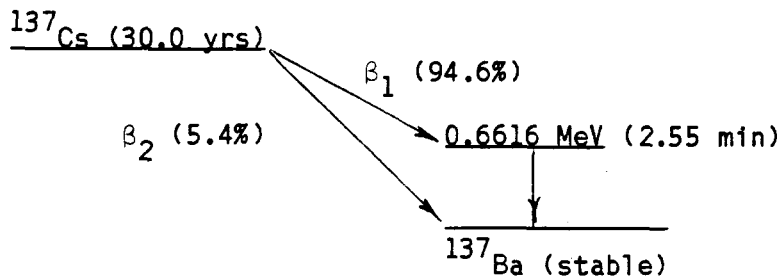 ¹³⁷Cs (30.0 yrs)
β₁ (94.6%)
β₂ (5.4%)
0.6616 MeV (2.55 min)
¹³⁷Ba (stable)